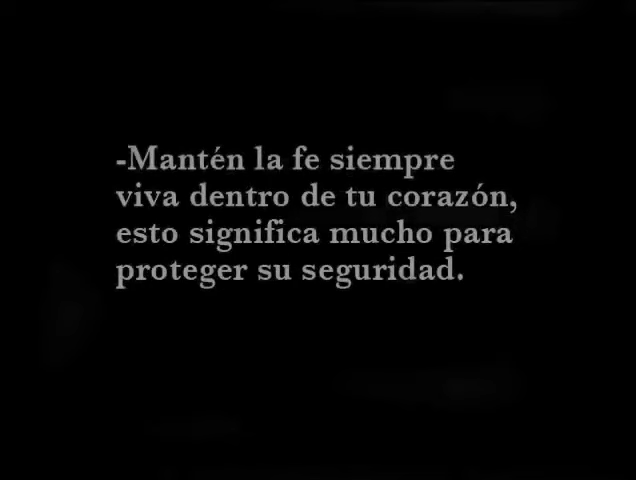 -Mantén la fe siempre
viva dentro de tu corazón,
esto significa mucho para
proteger su seguridad.